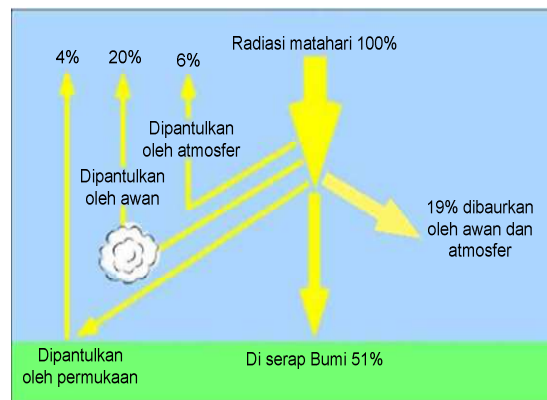 Radiasi matahari 100%
4%
20%
6%
Dipantulkan
oleh atmosfer
Dipantulkan
oleh awan
19% dibaurkan
oleh awan dan
atmosfer
Dipantulkan
oleh permukaan
Di serap Bumi 51%